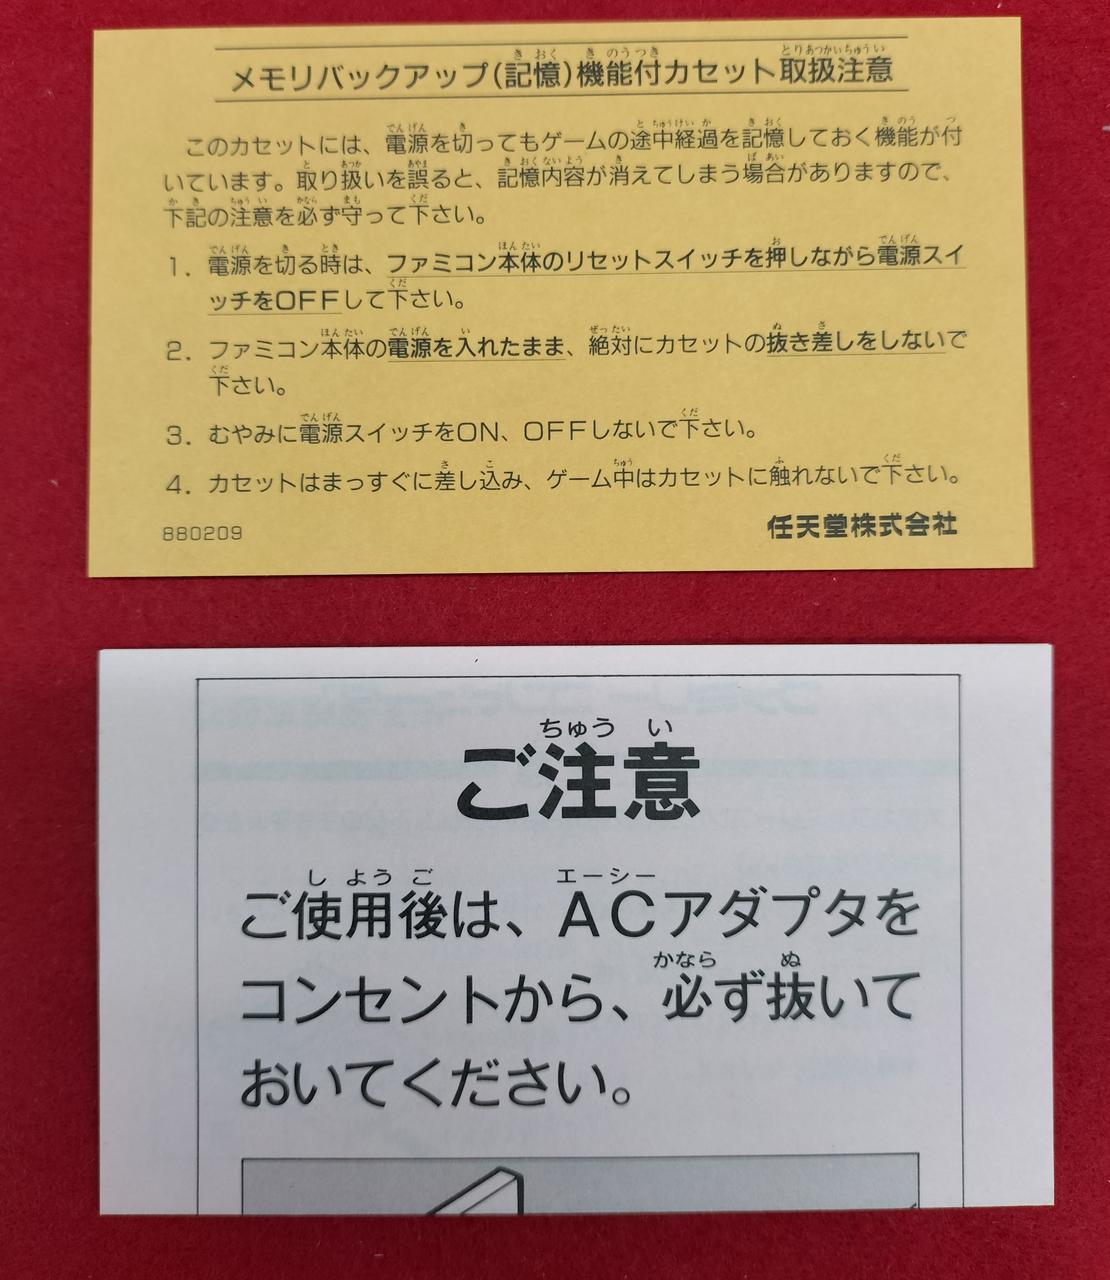 メモリバックアップ(記憶)機能付カセット取扱注意
このカセットには、電源を切ってもゲームの途中経過を記憶しておく機能が付
いています。取り扱いを誤ると、記憶内容が消えてしまう場合がありますので、
下記の注意を必ず守って下さい。
1. 電源を切る時は、ファミコン本体のリセットスイッチを押しながら電源スイ
ッチをOFFして下さい。
2. ファミコン本体の電源を入れたまま、絶対にカセットの抜き差しをしないで
下さい。
3. むやみに電源スイッチをON、OFFしないで下さい。
4. カセットはまっすぐに差し込み、ゲーム中はカセットに触れないで下さい。
880209 任天堂株式会社
ご注意
ご使用後は、ACアダプタを
コンセントから、必ず抜いて
おいてください。